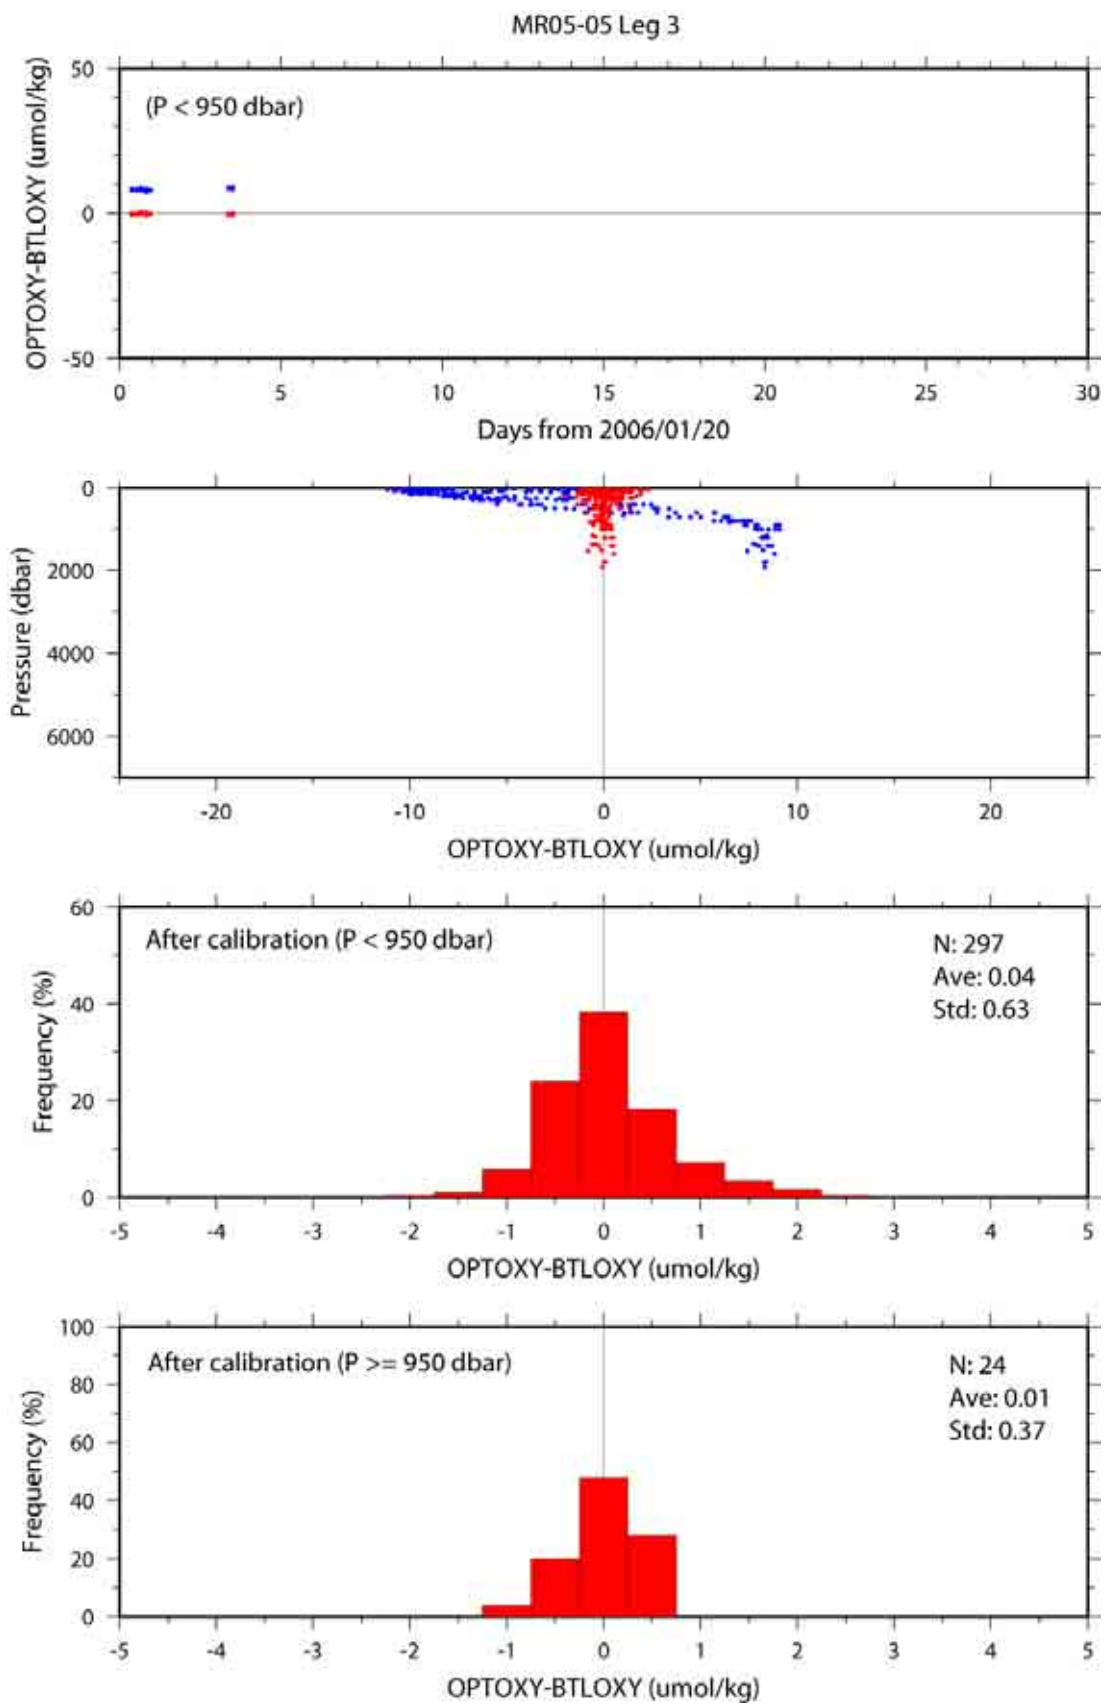 MR05-05 Leg 3
50
(P < 950 dbar)
0
-50
OPTOXY-BTLOXY (umol/kg)
0 5 10 15 20 25 30
Days from 2006/01/20
0
2000
4000
6000
Pressure (dbar)
-20 -10 0 10 20
OPTOXY-BTLOXY (umol/kg)
60
After calibration (P < 950 dbar)
N: 297
Ave: 0.04
Std: 0.63
40
20
0
Frequency (%)
-5 -4 -3 -2 -1 0 1 2 3 4 5
OPTOXY-BTLOXY (umol/kg)
100
After calibration (P >= 950 dbar)
N: 24
Ave: 0.01
Std: 0.37
80
60
40
20
0
Frequency (%)
-5 -4 -3 -2 -1 0 1 2 3 4 5
OPTOXY-BTLOXY (umol/kg)